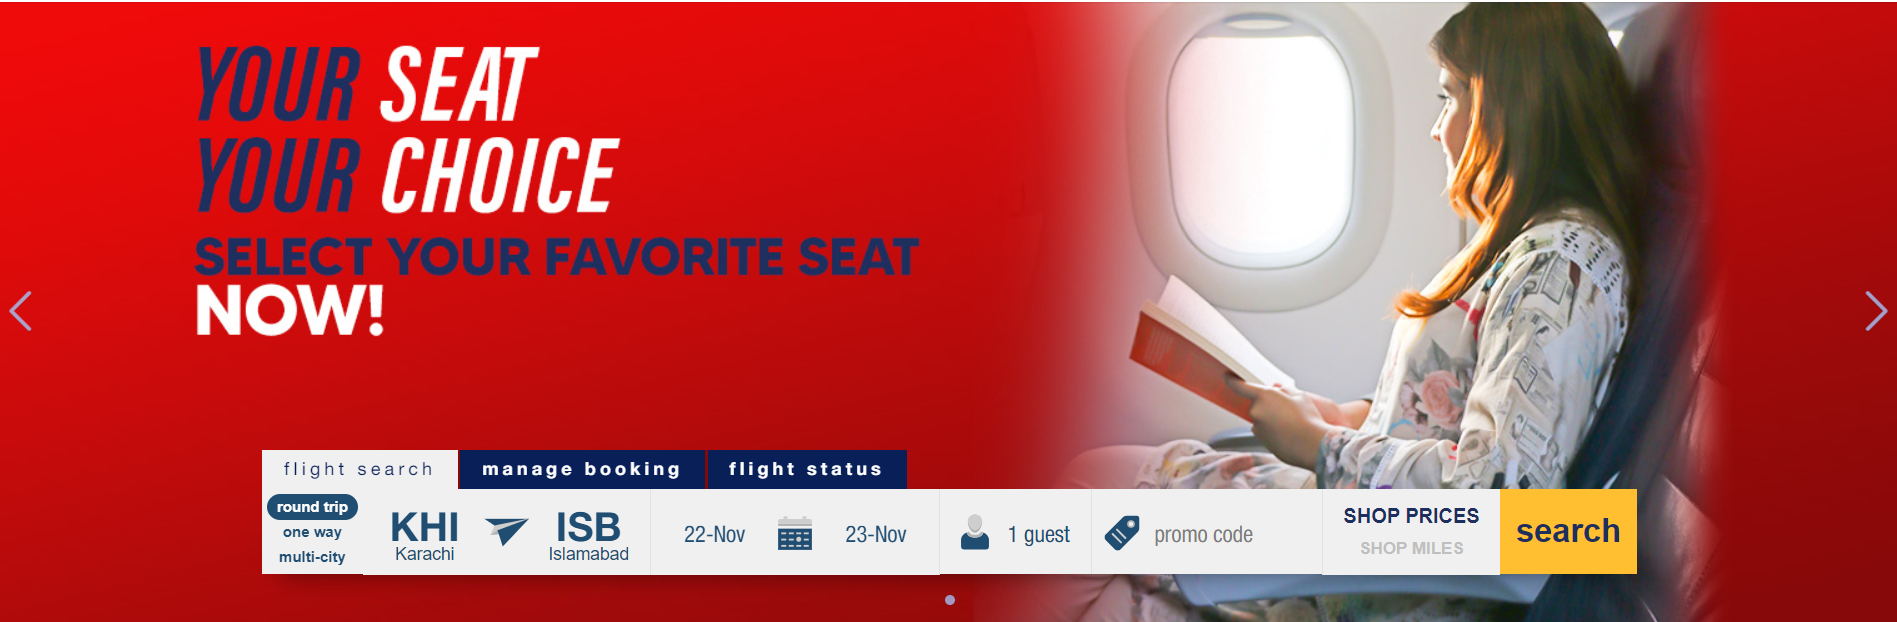 YOUR SEAT
YOUR CHOICE
SELECT YOUR FAVORITE SEAT
NOW!
flight search
manage booking
flight status
round trip
one way
multi-city
KHI
Karachi
ISB
Islamabad
22-Nov
23-Nov
1 guest
promo code
SHOP PRICES
SHOP MILES
search